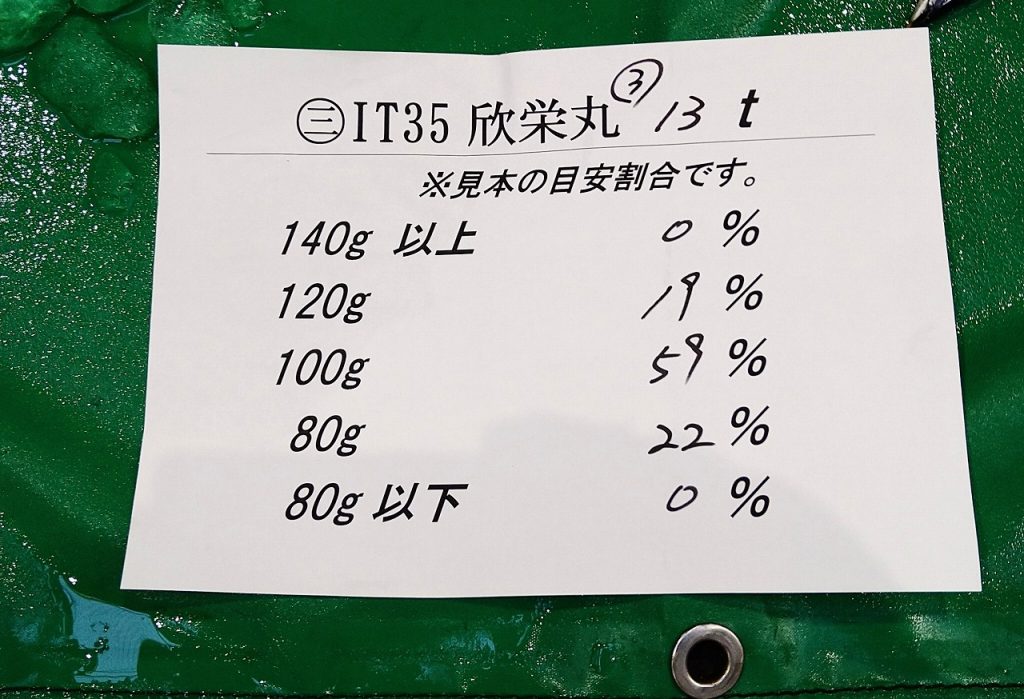 ㊂IT35 欣栄丸 ③ 13 t
※見本の目安割合です。
140g 以上 0 %
120g 19 %
100g 59 %
80g 22 %
80g 以下 0 %